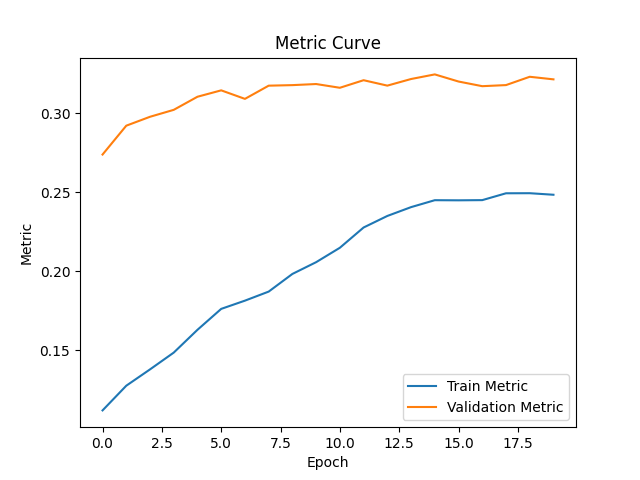 Metric Curve
0.30
0.25
0.20
0.15
Metric
0.0 2.5 5.0 7.5 10.0 12.5 15.0 17.5
Epoch
Train Metric
Validation Metric